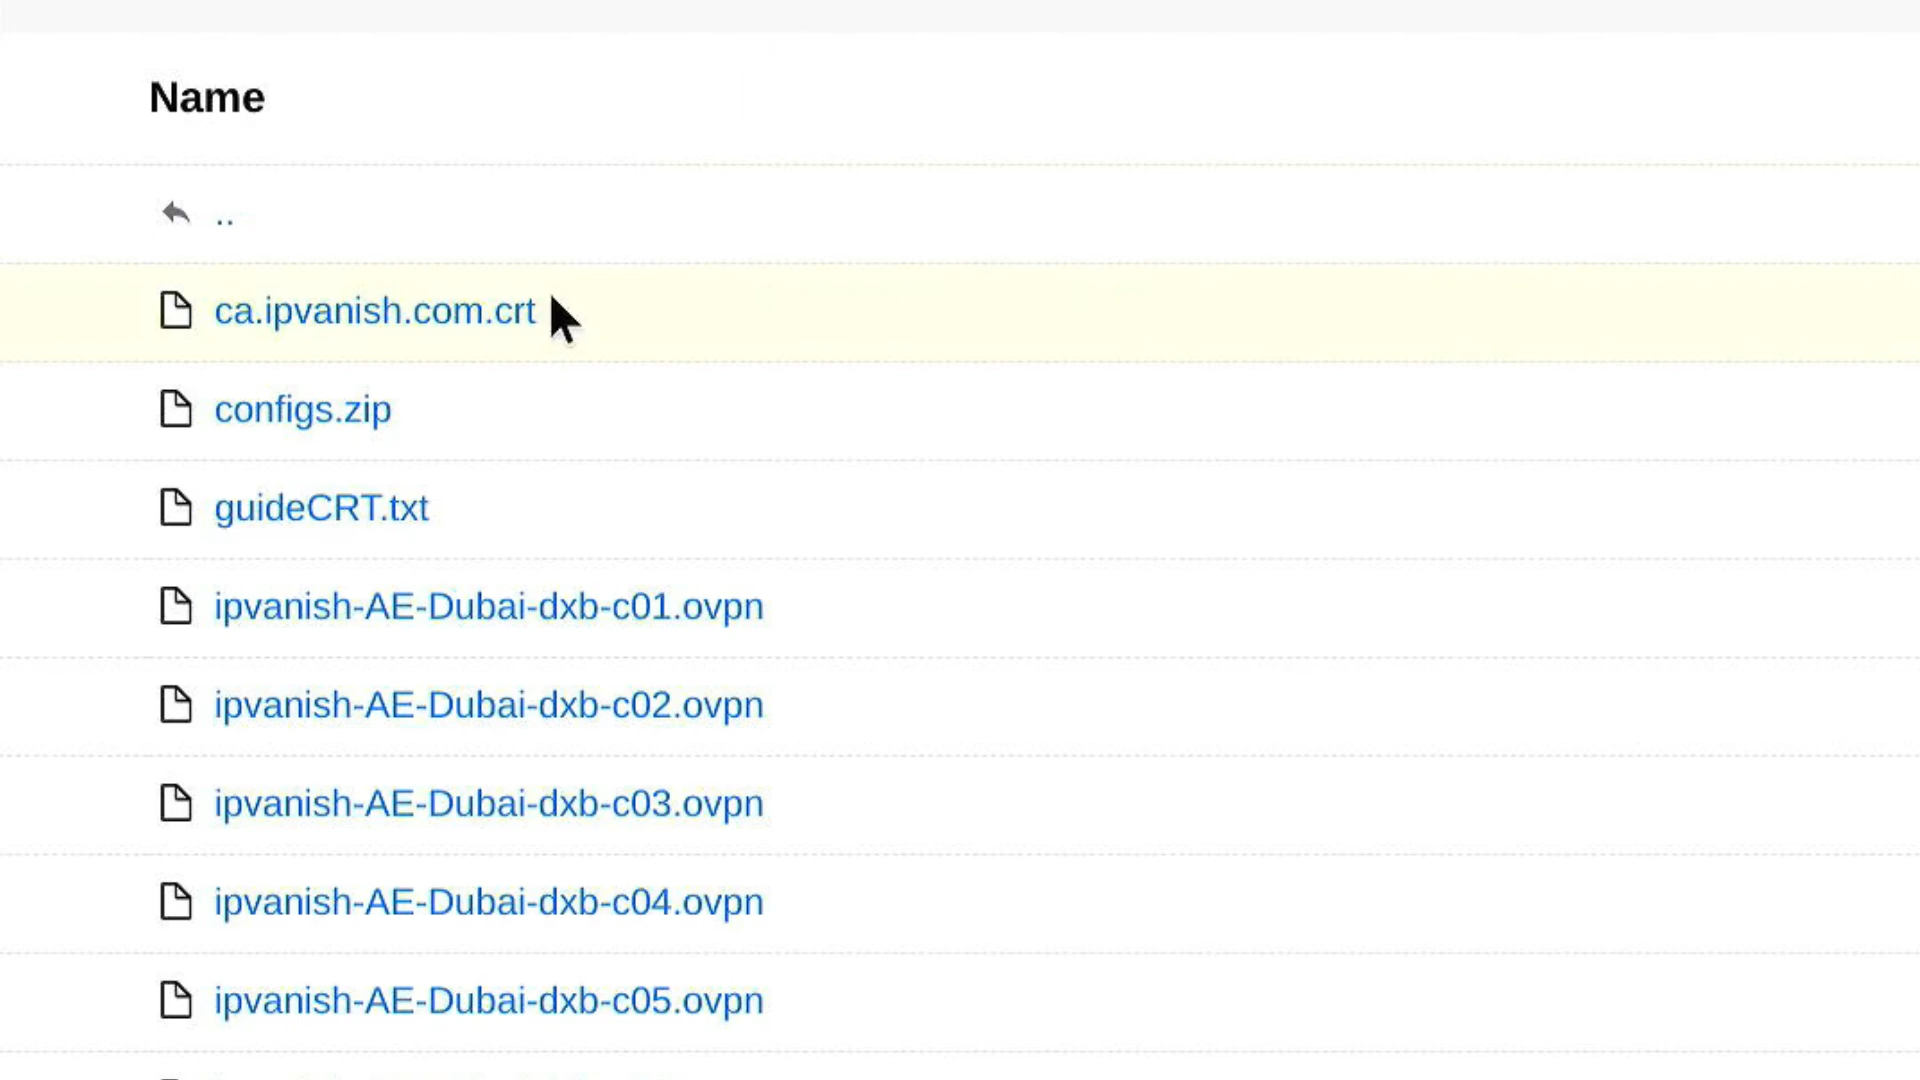 Name
..
ca.ipvanish.com.crt
configs.zip
guideCRT.txt
ipvanish-AE-Dubai-dxb-c01.ovpn
ipvanish-AE-Dubai-dxb-c02.ovpn
ipvanish-AE-Dubai-dxb-c03.ovpn
ipvanish-AE-Dubai-dxb-c04.ovpn
ipvanish-AE-Dubai-dxb-c05.ovpn